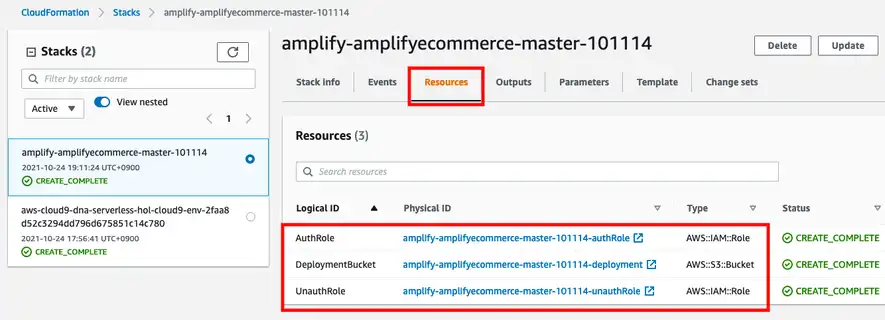 CloudFormation > Stacks > amplify-amplifyecommerce-master-101114
Stacks (2)
Filter by stack name
Active
View nested
1
amplify-amplifyecommerce-master-101114
2021-10-24 19:11:24 UTC+0900
CREATE_COMPLETE
aws-cloud9-dna-serverless-hol-cloud9-env-2faa8
d52c3294dd796d675851c14c780
2021-10-24 17:56:41 UTC+0900
CREATE_COMPLETE
amplify-amplifyecommerce-master-101114
Delete Update
Stack info Events Resources Outputs Parameters Template Change sets
Resources (3)
Search resources
Logical ID Physical ID Type Status
AuthRole amplify-amplifyecommerce-master-101114-authRole AWS::IAM::Role CREATE_COMPLETE
DeploymentBucket amplify-amplifyecommerce-master-101114-deployment AWS::S3::Bucket CREATE_COMPLETE
UnauthRole amplify-amplifyecommerce-master-101114-unauthRole AWS::IAM::Role CREATE_COMPLETE